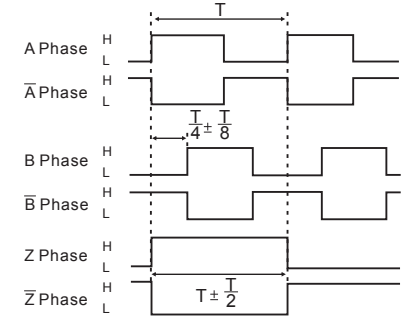 T
H
A Phase
L
H
A̅ Phase
L
T/4 ± T/8
H
B Phase
L
H
B̅ Phase
L
H
Z Phase
L
H
Z̅ Phase
L
T ± T/2